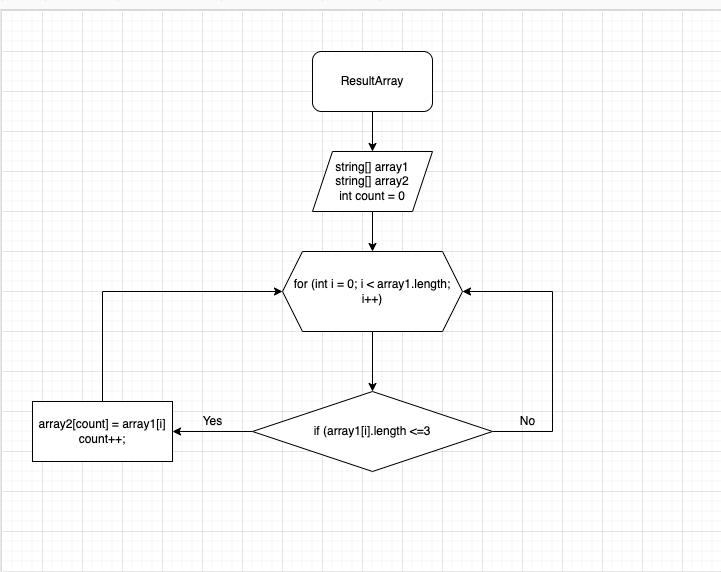 ResultArray
string[] array1
string[] array2
int count = 0
for (int i = 0; i < array1.length;
i++)
if (array1[i].length <=3
Yes
No
array2[count] = array1[i]
count++;